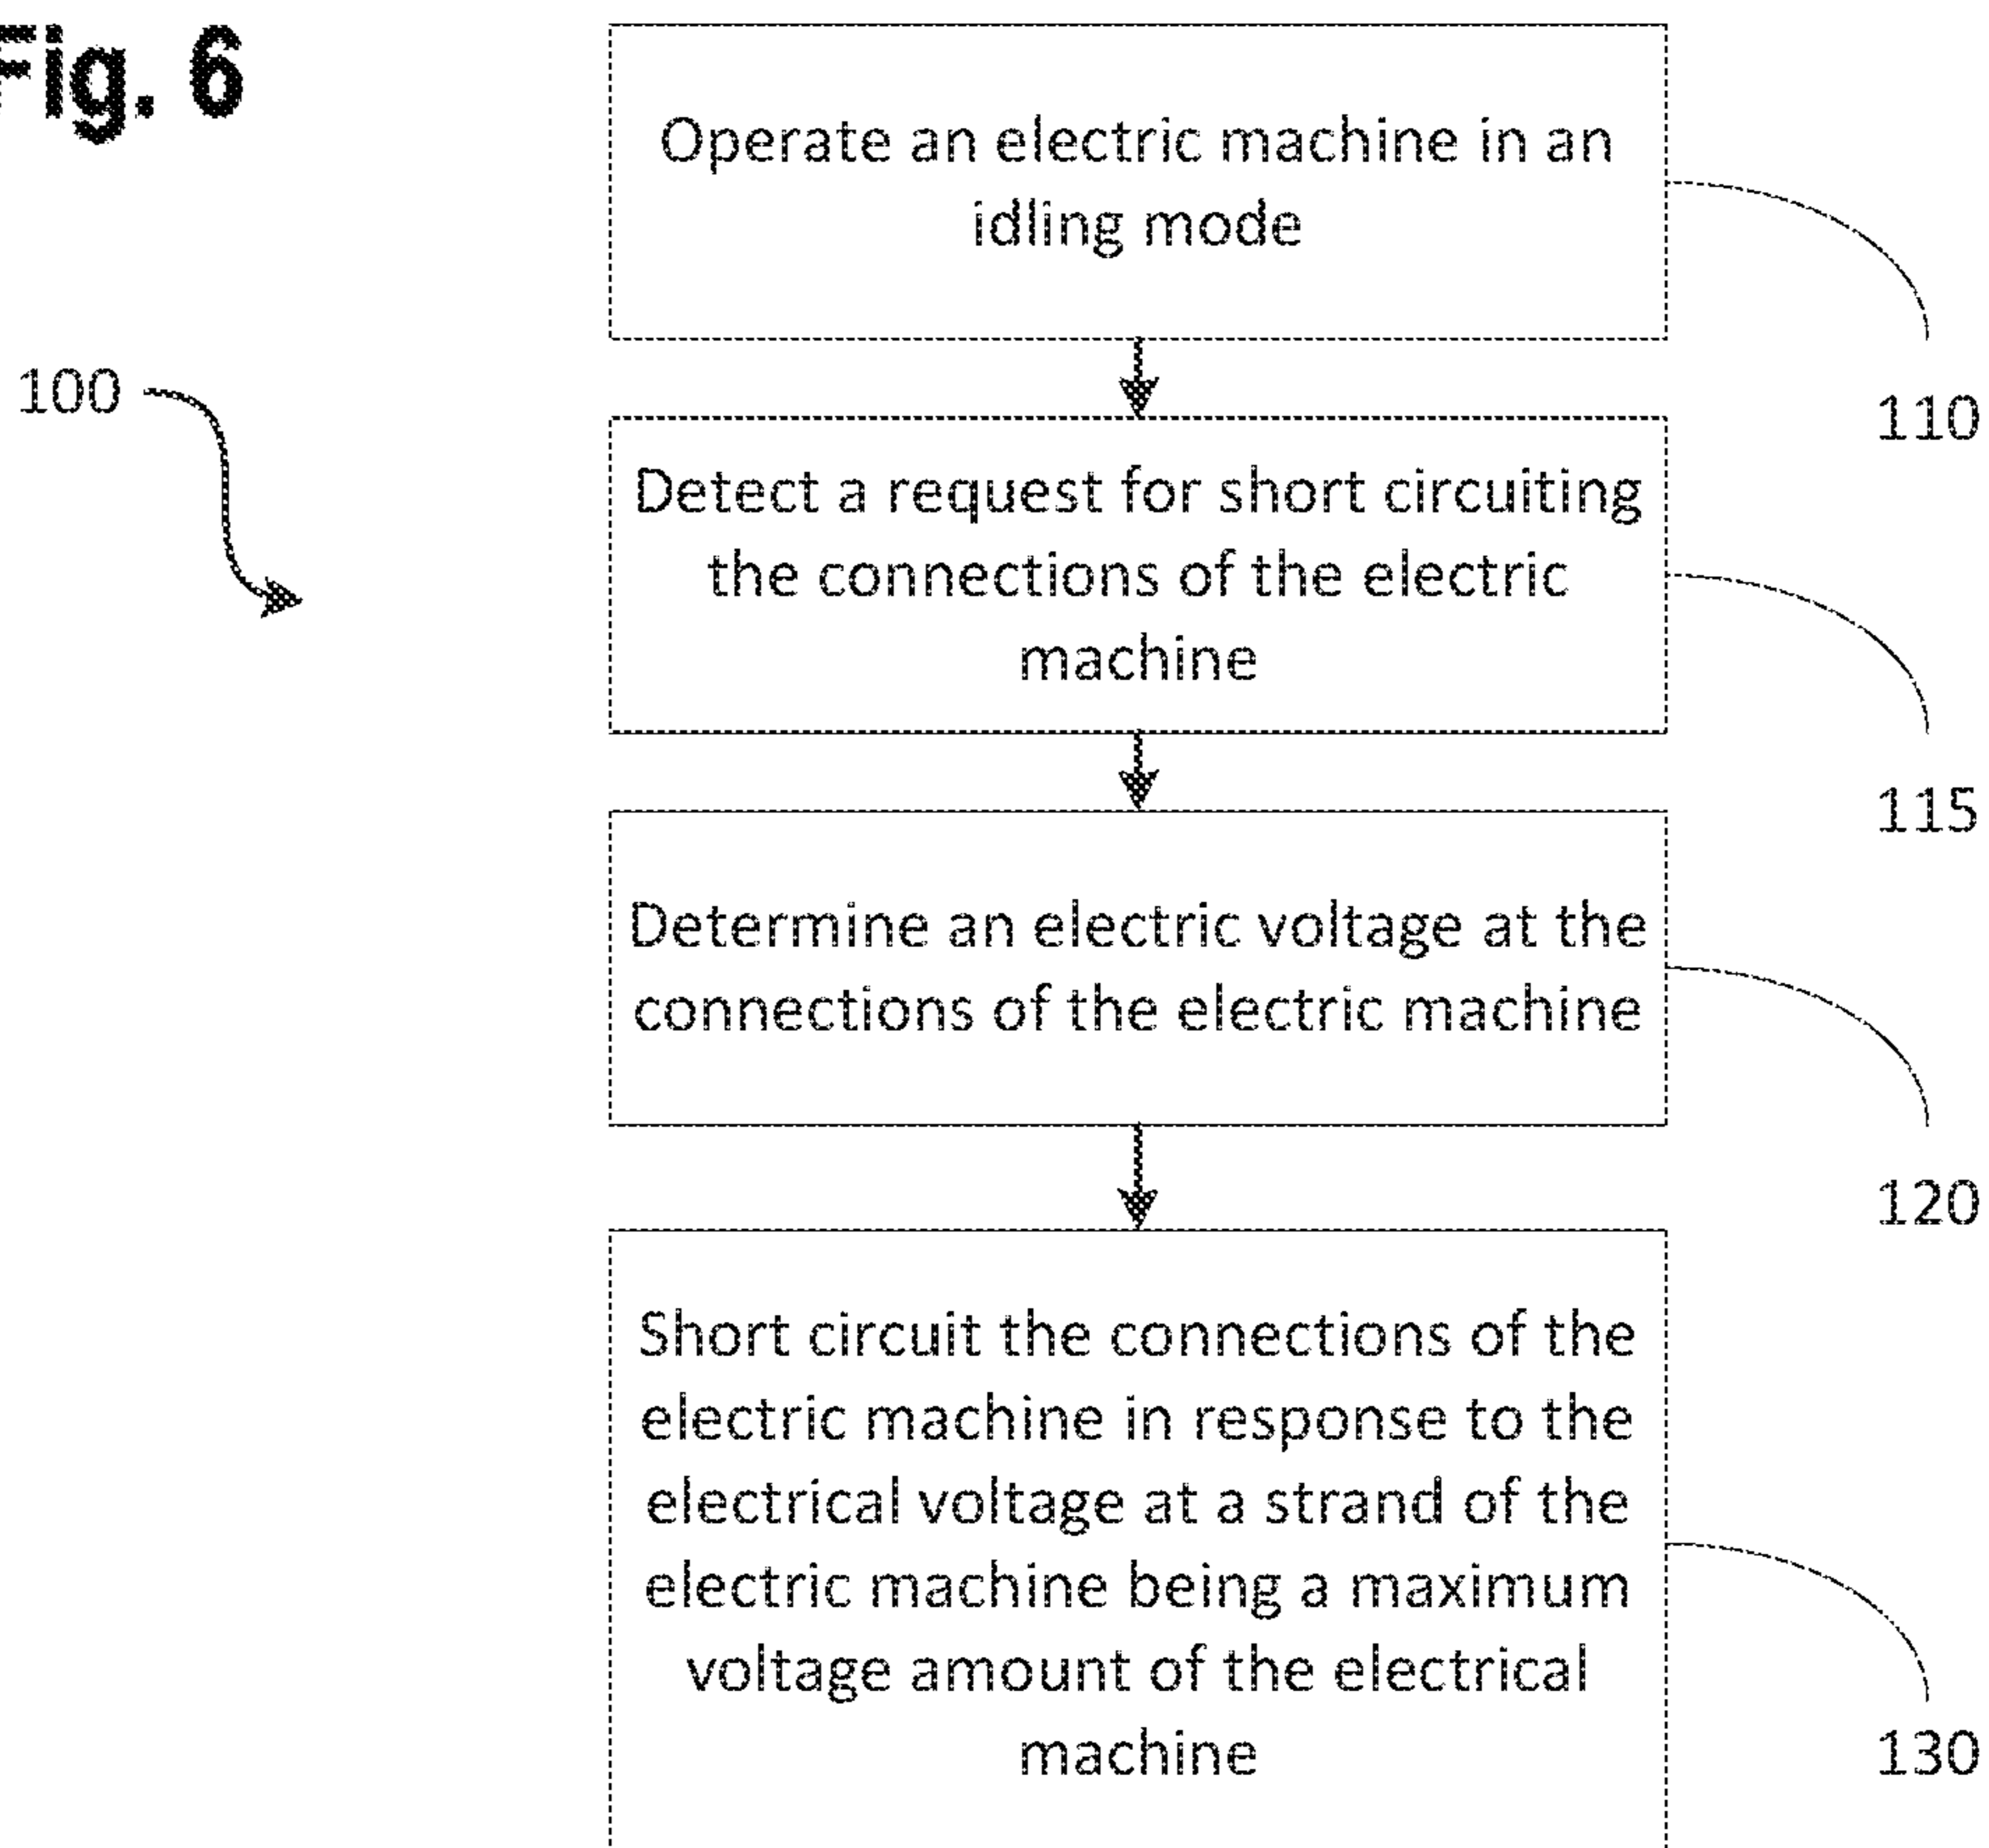 Fig. 6
Operate an electric machine in an
idling mode
110
100
Detect a request for short circuiting
the connections of the electric
machine
115
Determine an electric voltage at the
connections of the electric machine
120
Short circuit the connections of the
electric machine in response to the
electrical voltage at a strand of the
electric machine being a maximum
voltage amount of the electrical
machine
130